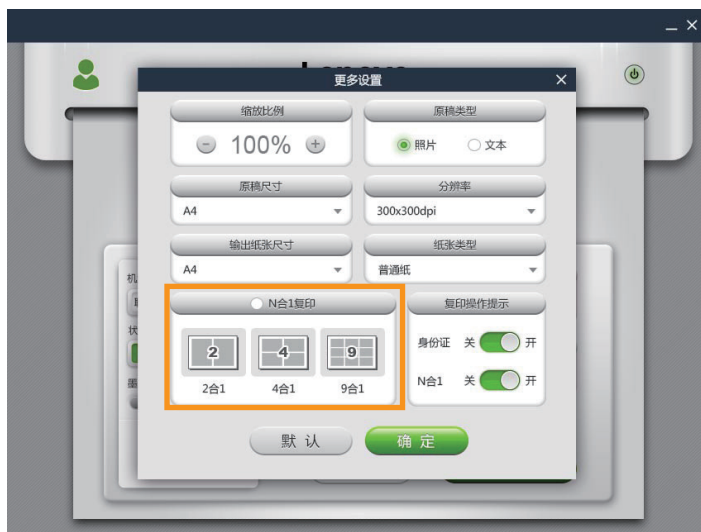 更多设置
缩放比例
原稿类型
100%
照片
文本
原稿尺寸
分辨率
A4
300x300dpi
输出纸张尺寸
纸张类型
A4
普通纸
N合1复印
复印操作提示
身份证 关 开
2 4 9
2合1 4合1 9合1
N合1 关 开
默认
确定
机
状
墨